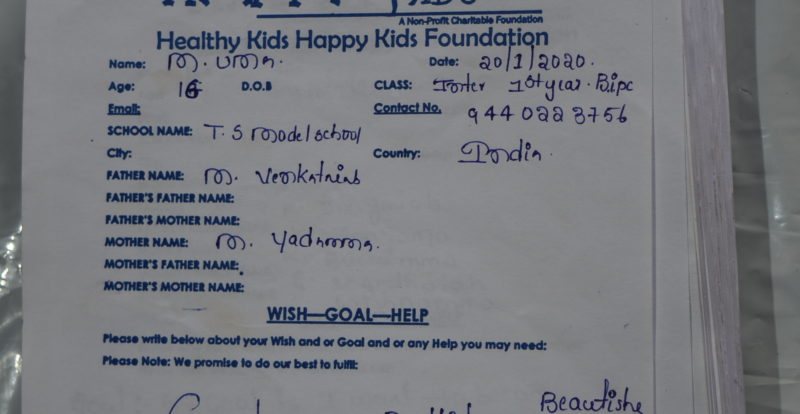 A Non-Profit Charitable Foundation
Healthy Kids Happy Kids Foundation
Name: M. Uma. Date: 20/1/2020.
Age: 16 D.O.B CLASS: Inter 1st year. Bipc
Email: Contact No. 9440223756
SCHOOL NAME: T.S Model school
City: Country: India.
FATHER NAME: M. Venkataiah
FATHER'S FATHER NAME:
FATHER'S MOTHER NAME:
MOTHER NAME: M. Yadamma.
MOTHER'S FATHER NAME:
MOTHER'S MOTHER NAME:
WISH—GOAL—HELP
Please write below about your Wish and or Goal and or any Help you may need:
Please Note: We promise to do our best to fulfil: